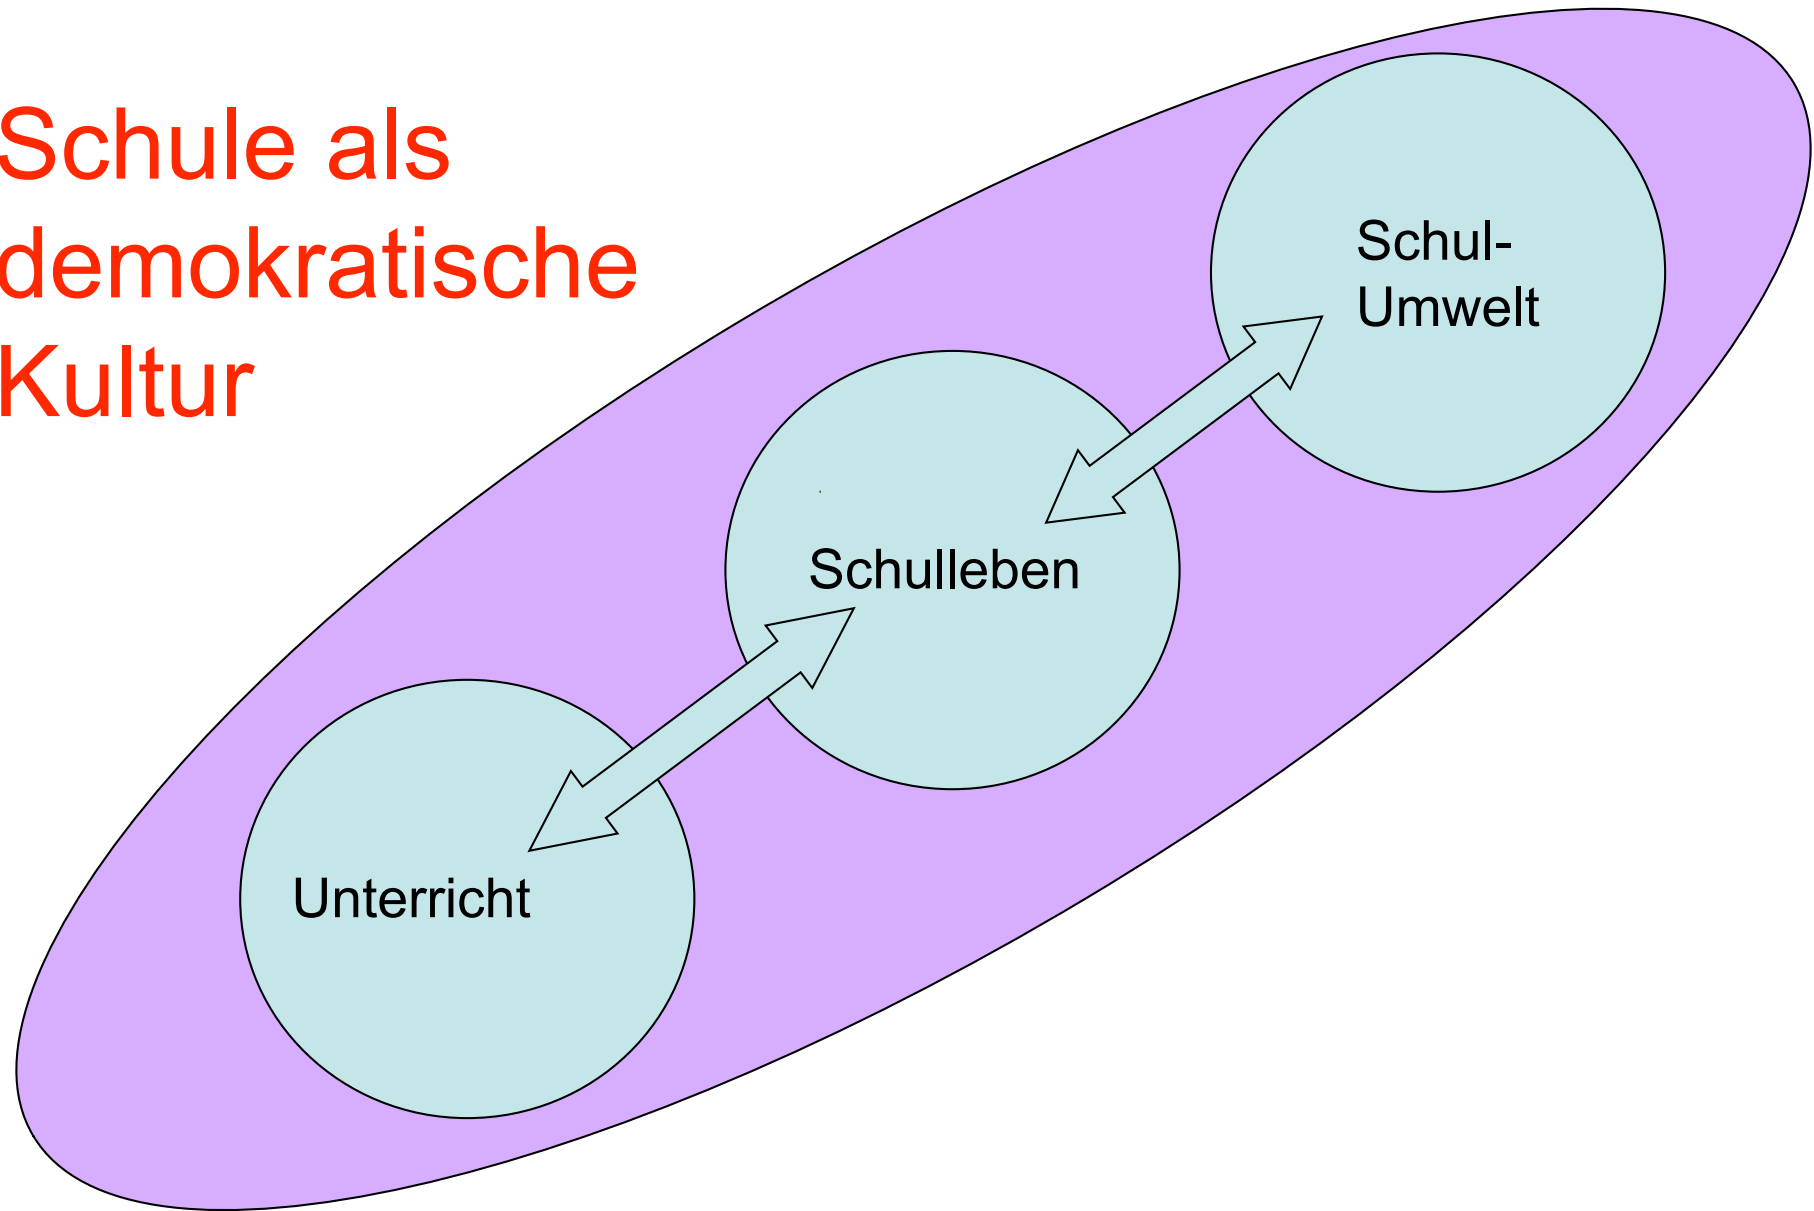 Schule als
demokratische
Kultur
Schul-
Umwelt
Schulleben
Unterricht